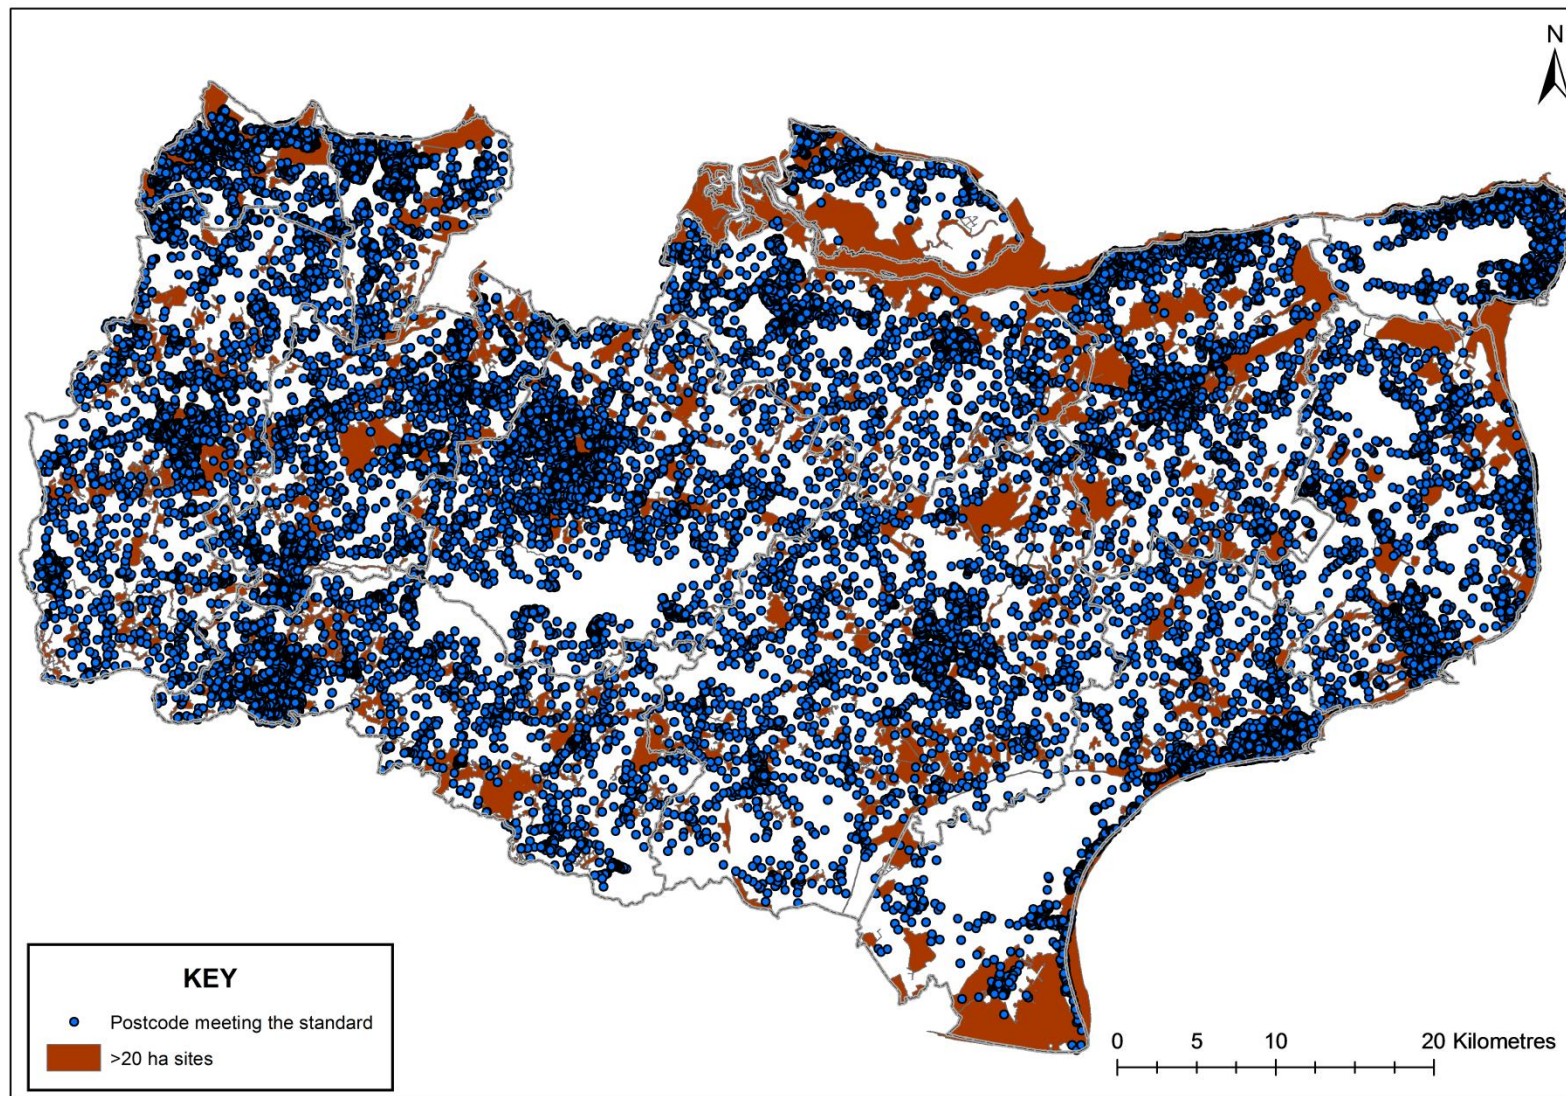 N
KEY
Postcode meeting the standard
>20 ha sites
0 5 10 20 Kilometres